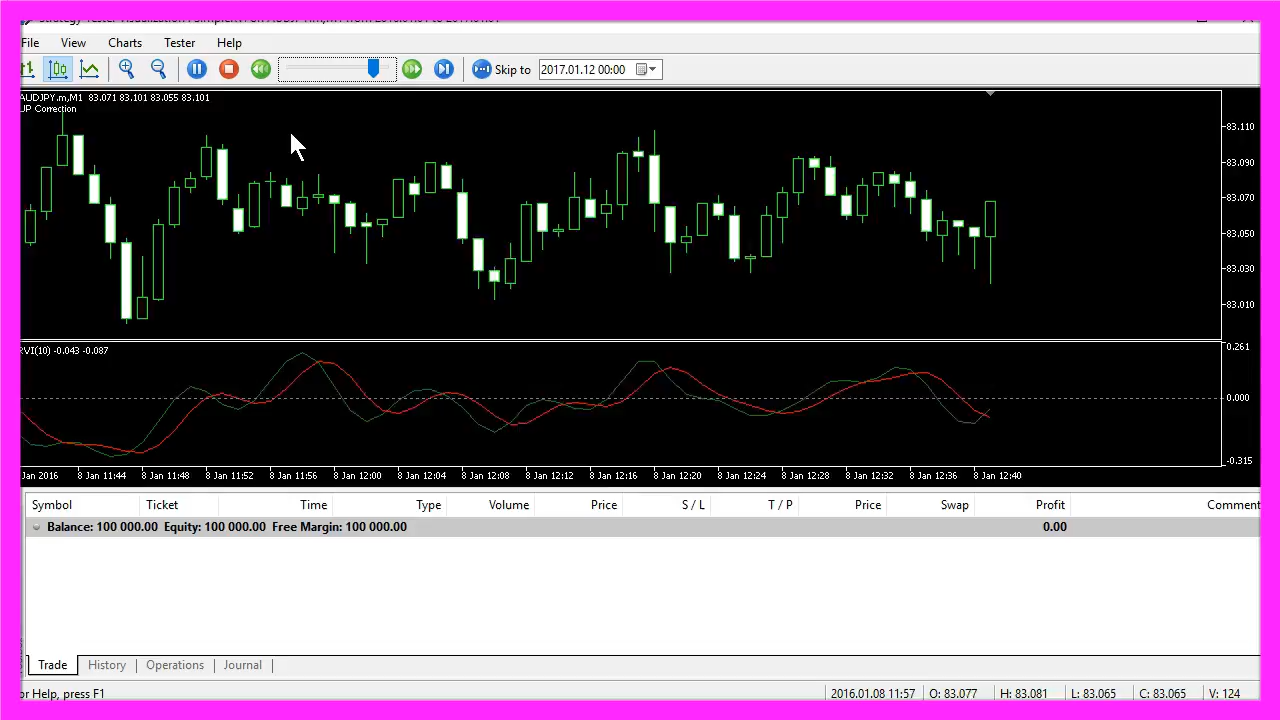 File View Charts Tester Help
Skip to 2017.01.12 00:00
AUDJPY.m,M1 83.071 83.101 83.055 83.101
UP Correction
83.110
83.090
83.070
83.050
83.030
83.010
RVI(10) -0.043 -0.087
0.261
0.000
-0.315
Jan 2016 8 Jan 11:44 8 Jan 11:48 8 Jan 11:52 8 Jan 11:56 8 Jan 12:00 8 Jan 12:04 8 Jan 12:08 8 Jan 12:12 8 Jan 12:16 8 Jan 12:20 8 Jan 12:24 8 Jan 12:28 8 Jan 12:32 8 Jan 12:36 8 Jan 12:40
Symbol Ticket Time Type Volume Price S / L T / P Price Swap Profit Comment
Balance: 100 000.00 Equity: 100 000.00 Free Margin: 100 000.00 0.00
Trade History Operations Journal
or Help, press F1 2016.01.08 11:57 O: 83.077 H: 83.081 L: 83.065 C: 83.065 V: 124